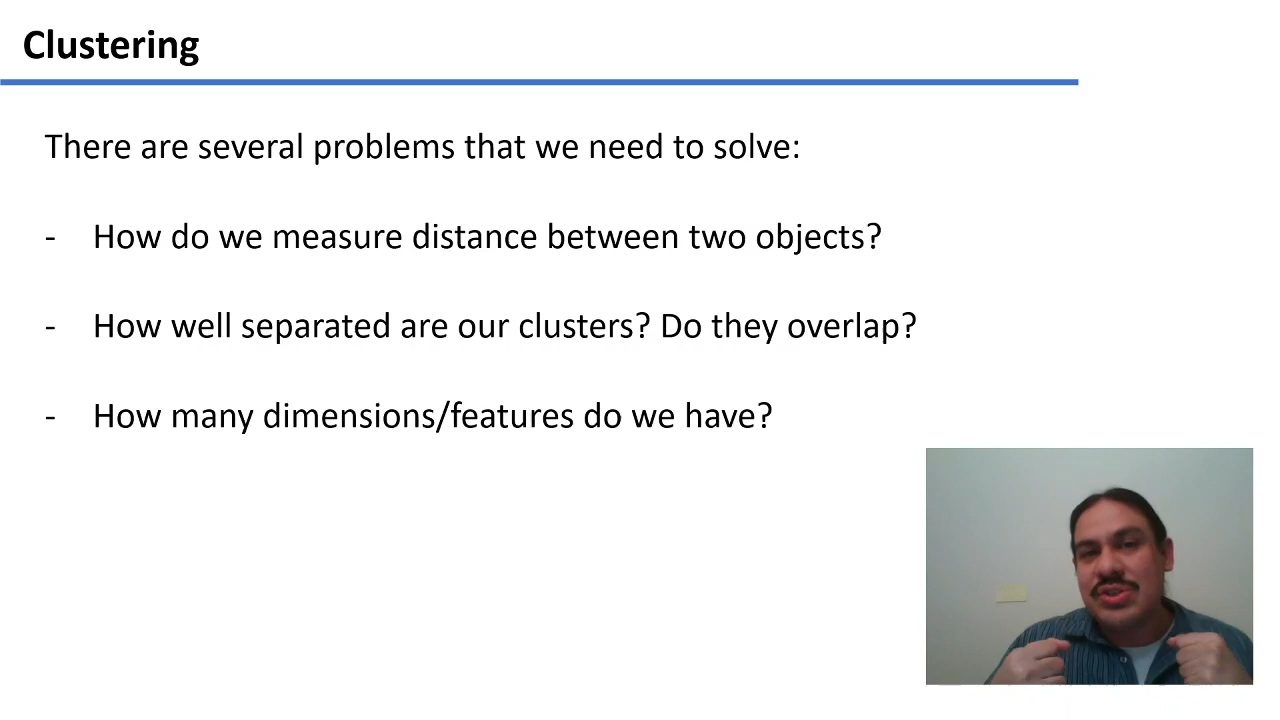 Clustering
There are several problems that we need to solve:
- How do we measure distance between two objects?
- How well separated are our clusters? Do they overlap?
- How many dimensions/features do we have?